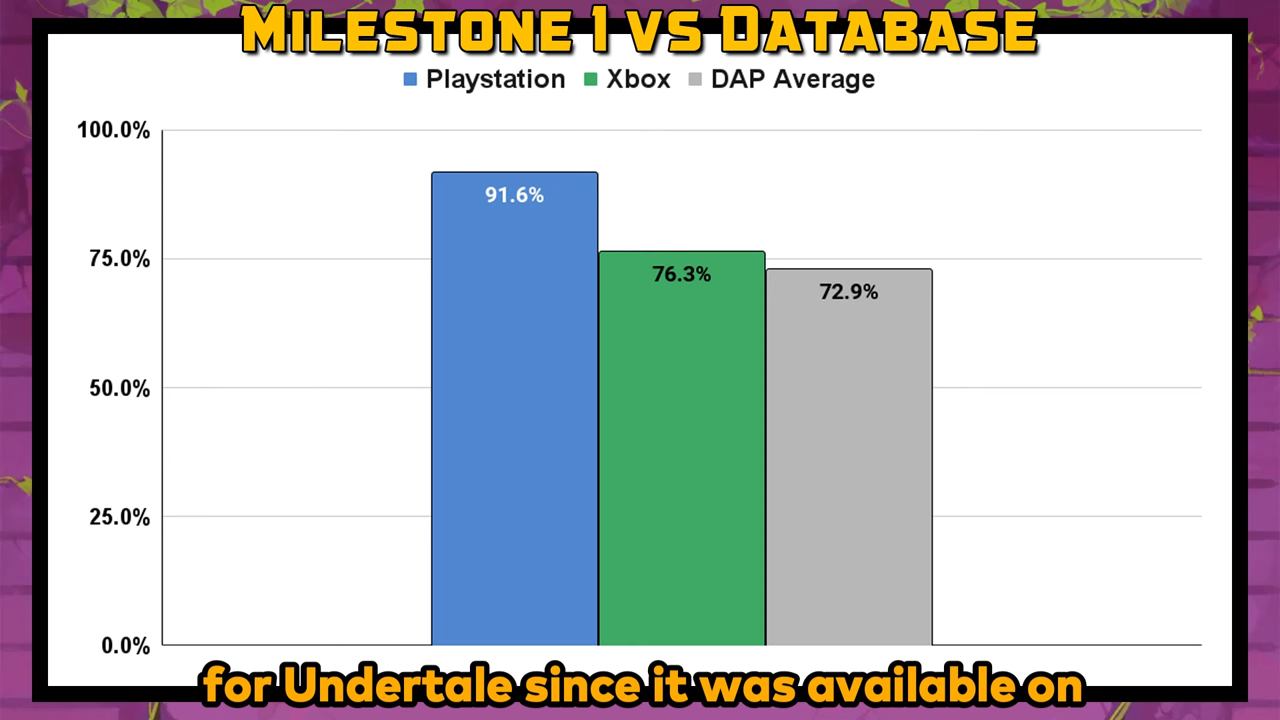 MILESTONE 1 VS DATABASE
Playstation Xbox DAP Average
100.0%
91.6%
75.0%
76.3%
72.9%
50.0%
25.0%
0.0%
for Undertale since it was available on